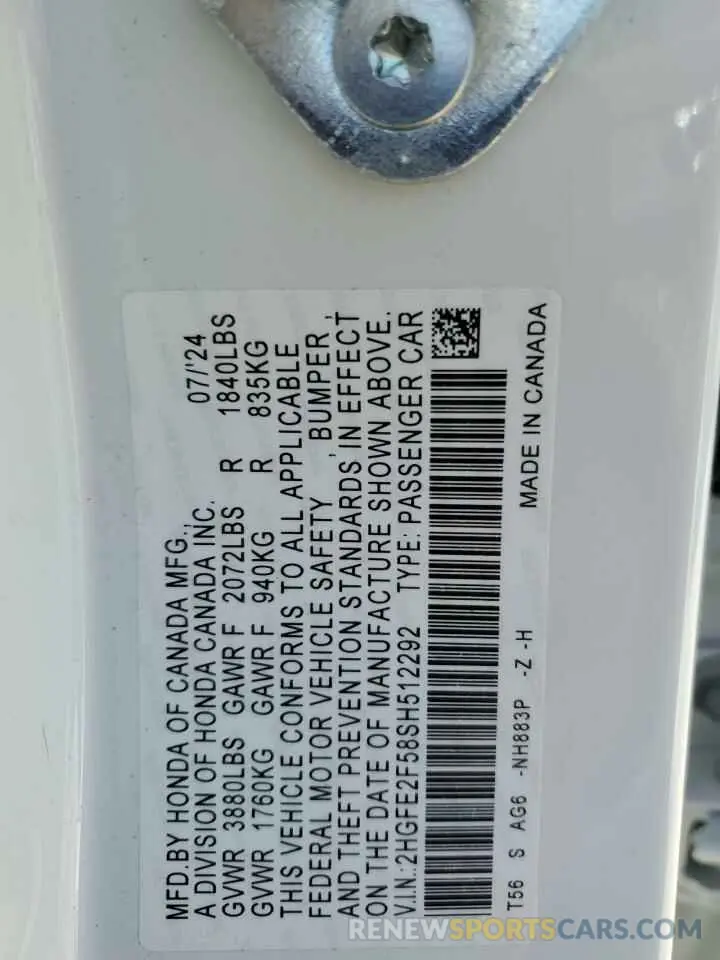 MFD.BY HONDA OF CANADA MFG., 07/'24
A DIVISION OF HONDA CANADA INC.
GVWR 3880LBS GAWR F 2072LBS R 1840LBS
GVWR 1760KG GAWR F 940KG R 835KG
THIS VEHICLE CONFORMS TO ALL APPLICABLE
FEDERAL MOTOR VEHICLE SAFETY , BUMPER ,
AND THEFT PREVENTION STANDARDS IN EFFECT
ON THE DATE OF MANUFACTURE SHOWN ABOVE.
V.I.N.:2HGFE2F58SH512292 TYPE: PASSENGER CAR
T56 S AG6 -NH883P -Z -H
MADE IN CANADA
RENEWSPORTSCARS.COM